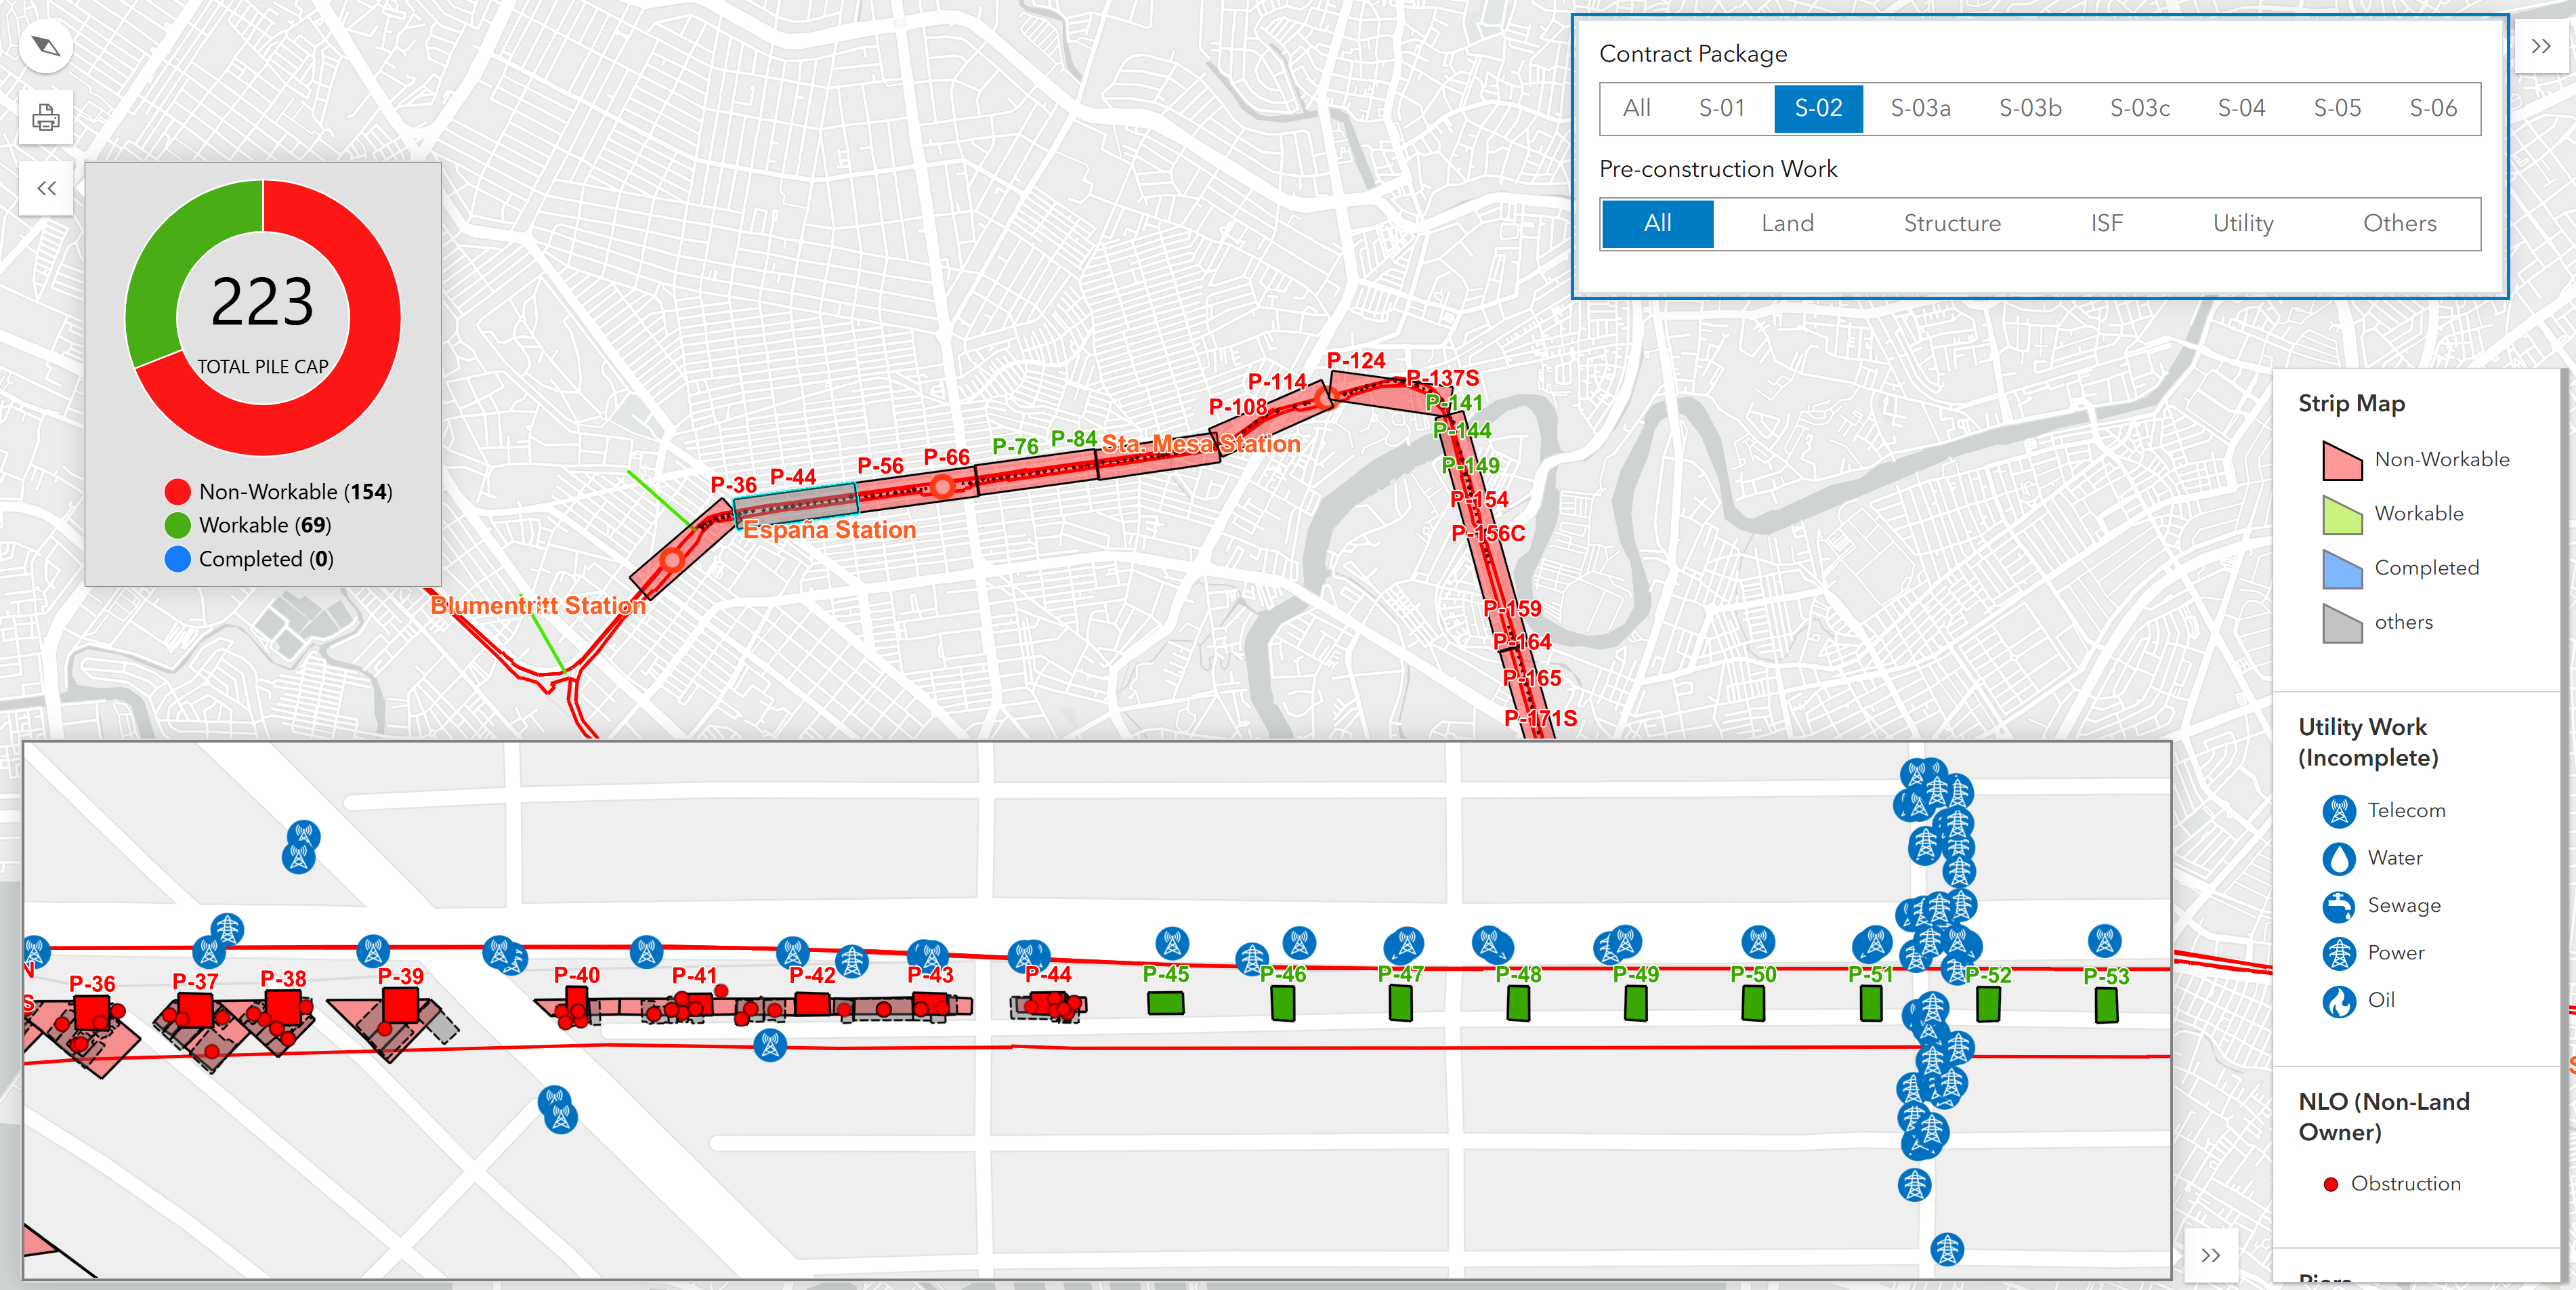 Contract Package
All S-01 S-02 S-03a S-03b S-03c S-04 S-05 S-06
Pre-construction Work
All Land Structure ISF Utility Others
223
TOTAL PILE CAP
Non-Workable (154)
Workable (69)
Completed (0)
P-124
P-114
P-137S
P-108
P-141
P-144
P-84
Sta. Mesa Station
P-76
P-66
P-56
P-149
P-44
P-36
P-154
España Station
P-156C
Blumentritt Station
P-159
P-164
P-165
P-171S
P-36
P-37
P-38
P-39
P-40
P-41
P-42
P-43
P-44
P-45
P-46
P-47
P-48
P-49
P-50
P-51
P-52
P-53
N
S
Strip Map
Non-Workable
Workable
Completed
others
Utility Work
(Incomplete)
Telecom
Water
Sewage
Power
Oil
NLO (Non-Land
Owner)
Obstruction
Piers
S